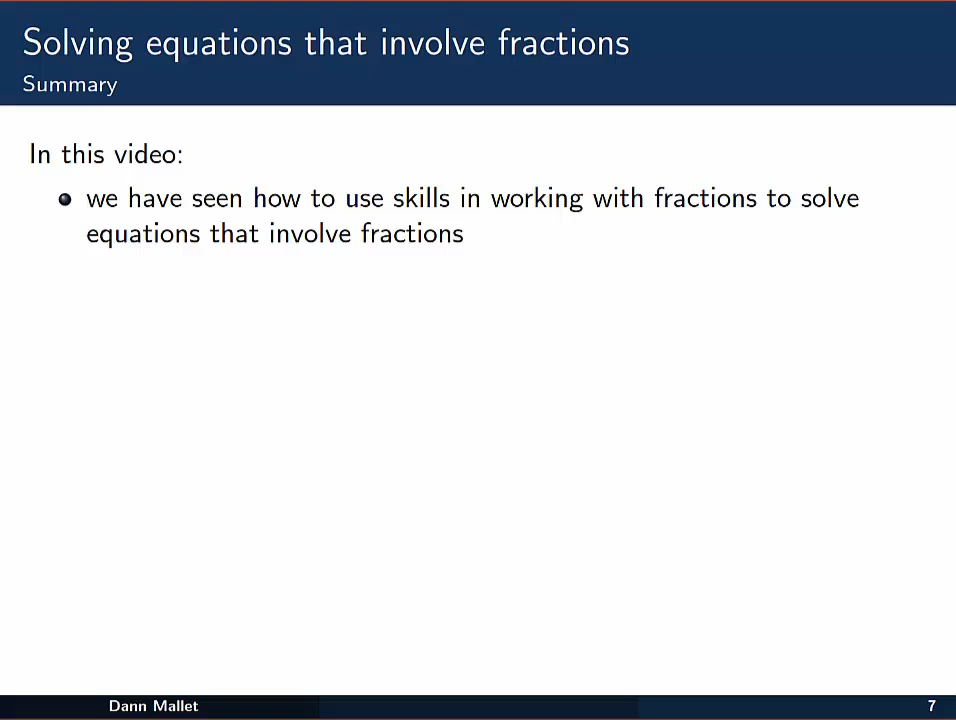 Solving equations that involve fractions
Summary
In this video:
we have seen how to use skills in working with fractions to solve
equations that involve fractions
Dann Mallet
7